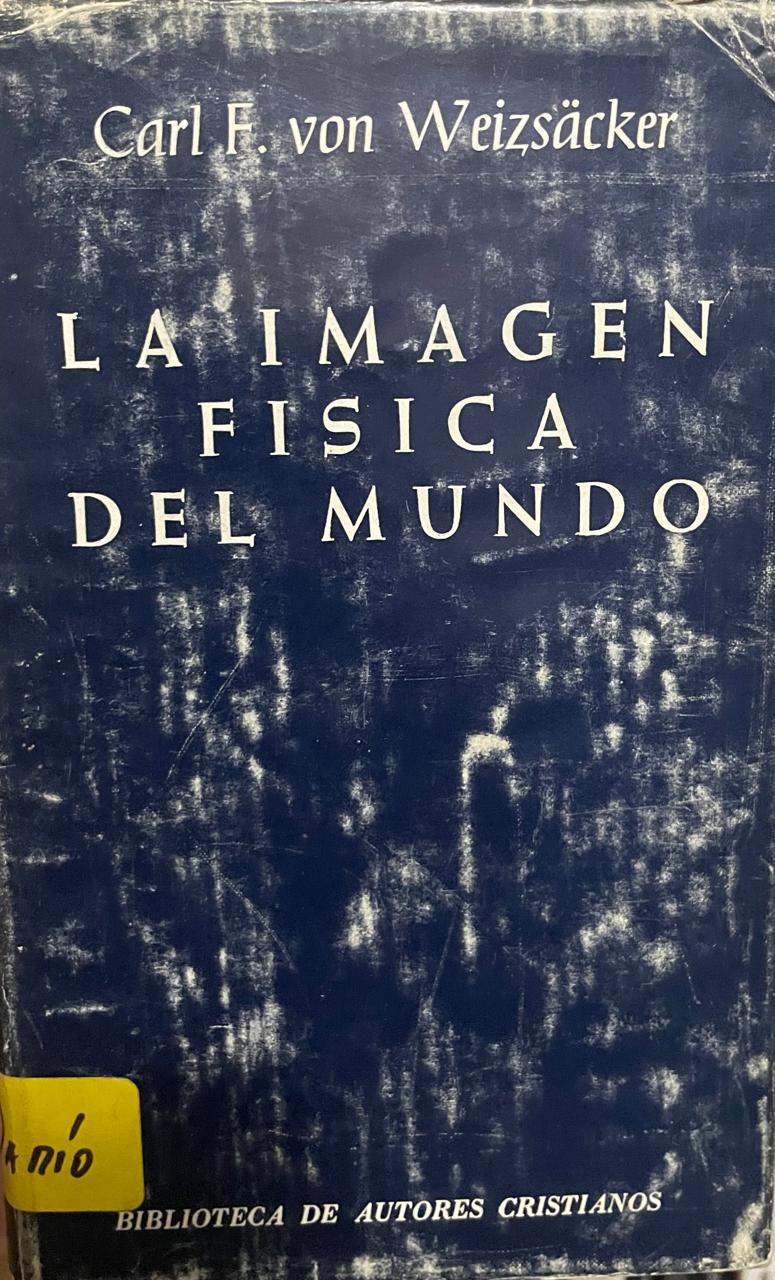 Carl F. von Weizsäcker
LA IMAGEN
FISICA
DEL MUNDO
BIBLIOTECA DE AUTORES CRISTIANOS